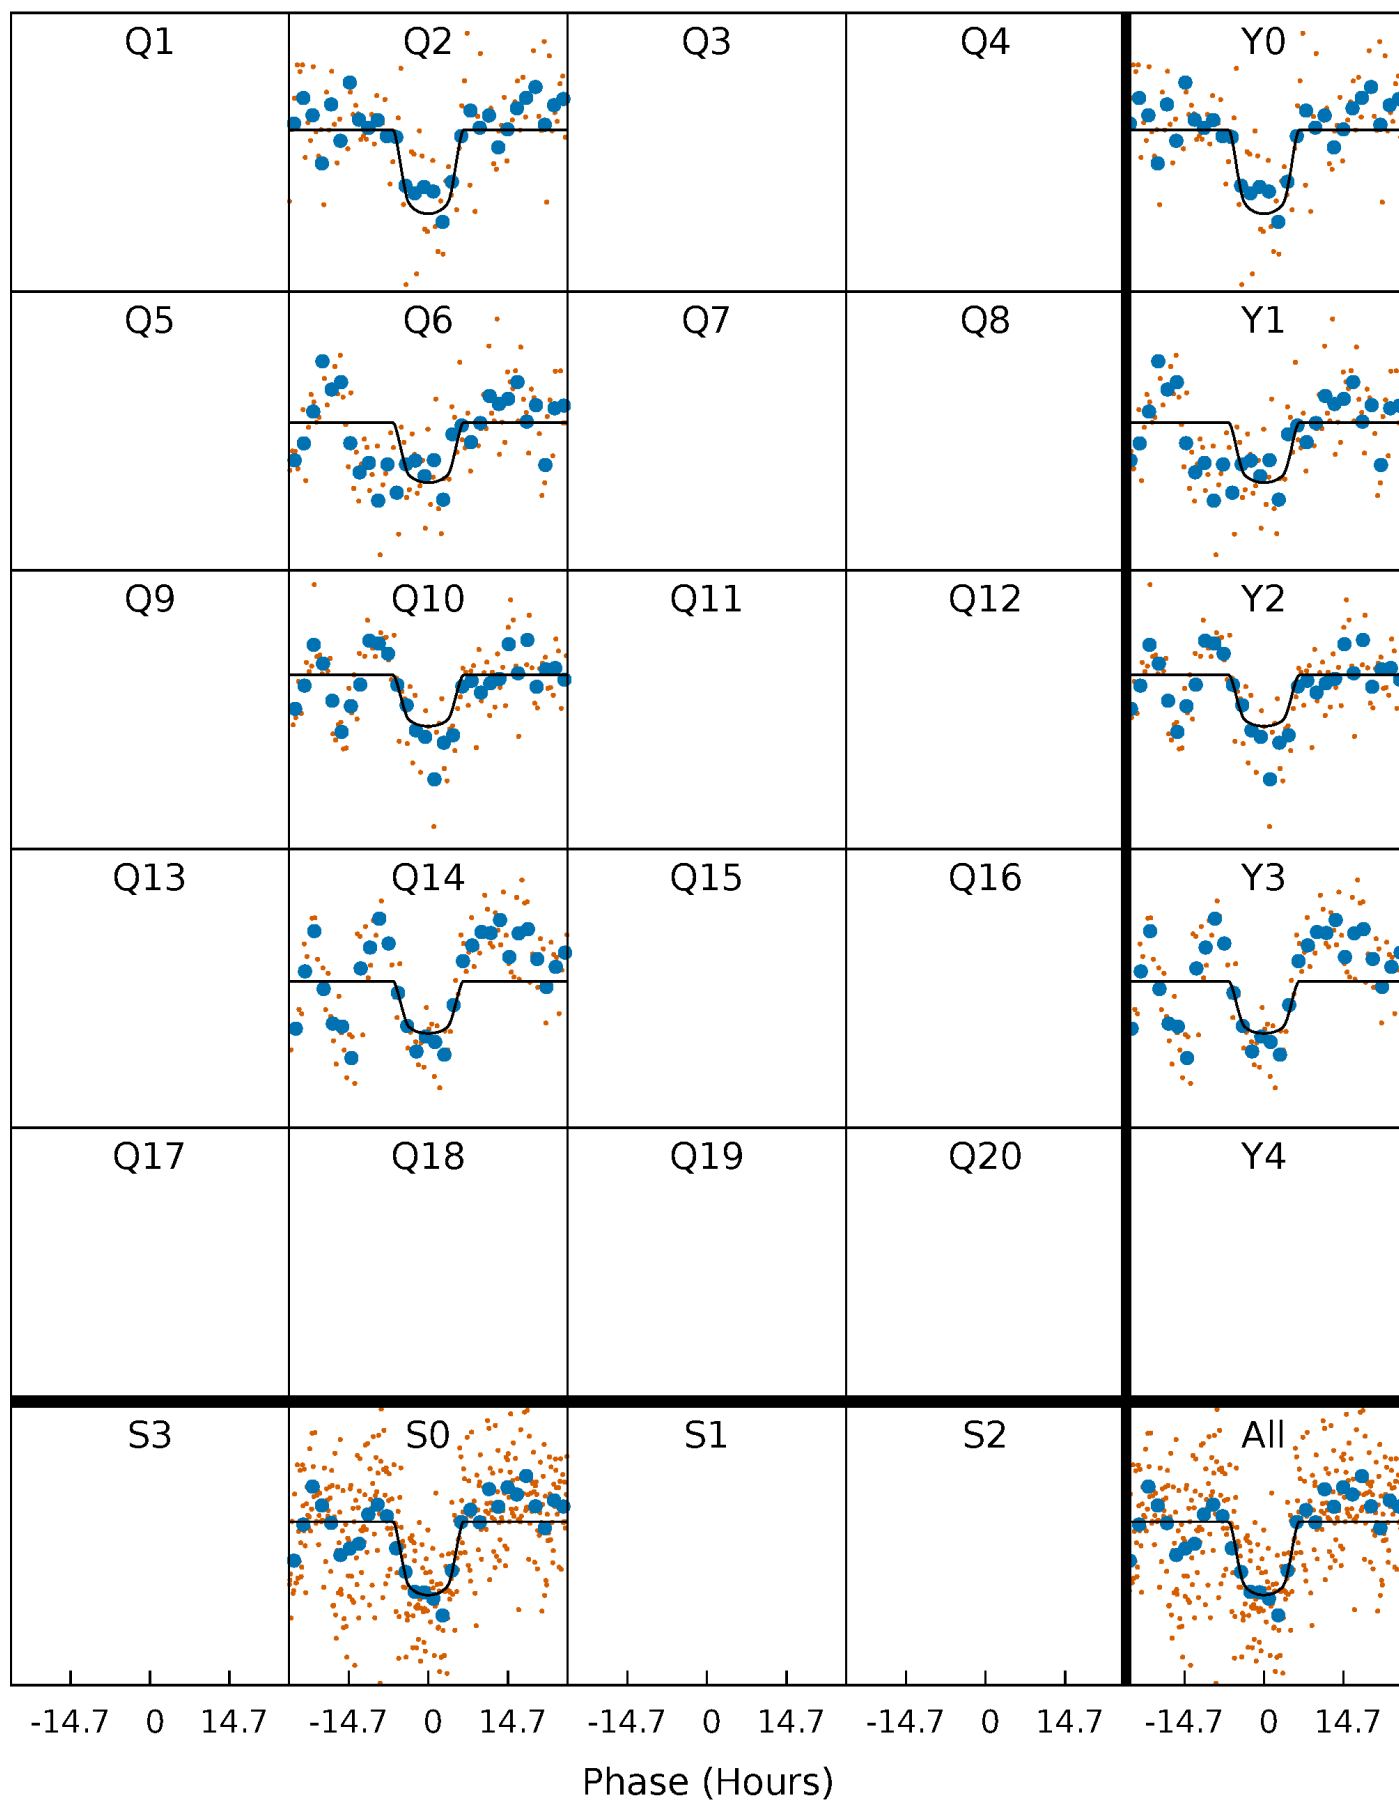 Q1 Q2 Q3 Q4 Y0
Q5 Q6 Q7 Q8 Y1
Q9 Q10 Q11 Q12 Y2
Q13 Q14 Q15 Q16 Y3
Q17 Q18 Q19 Q20 Y4
S3 S0 S1 S2 All
-14.7 0 14.7 -14.7 0 14.7 -14.7 0 14.7 -14.7 0 14.7 -14.7 0 14.7
Phase (Hours)